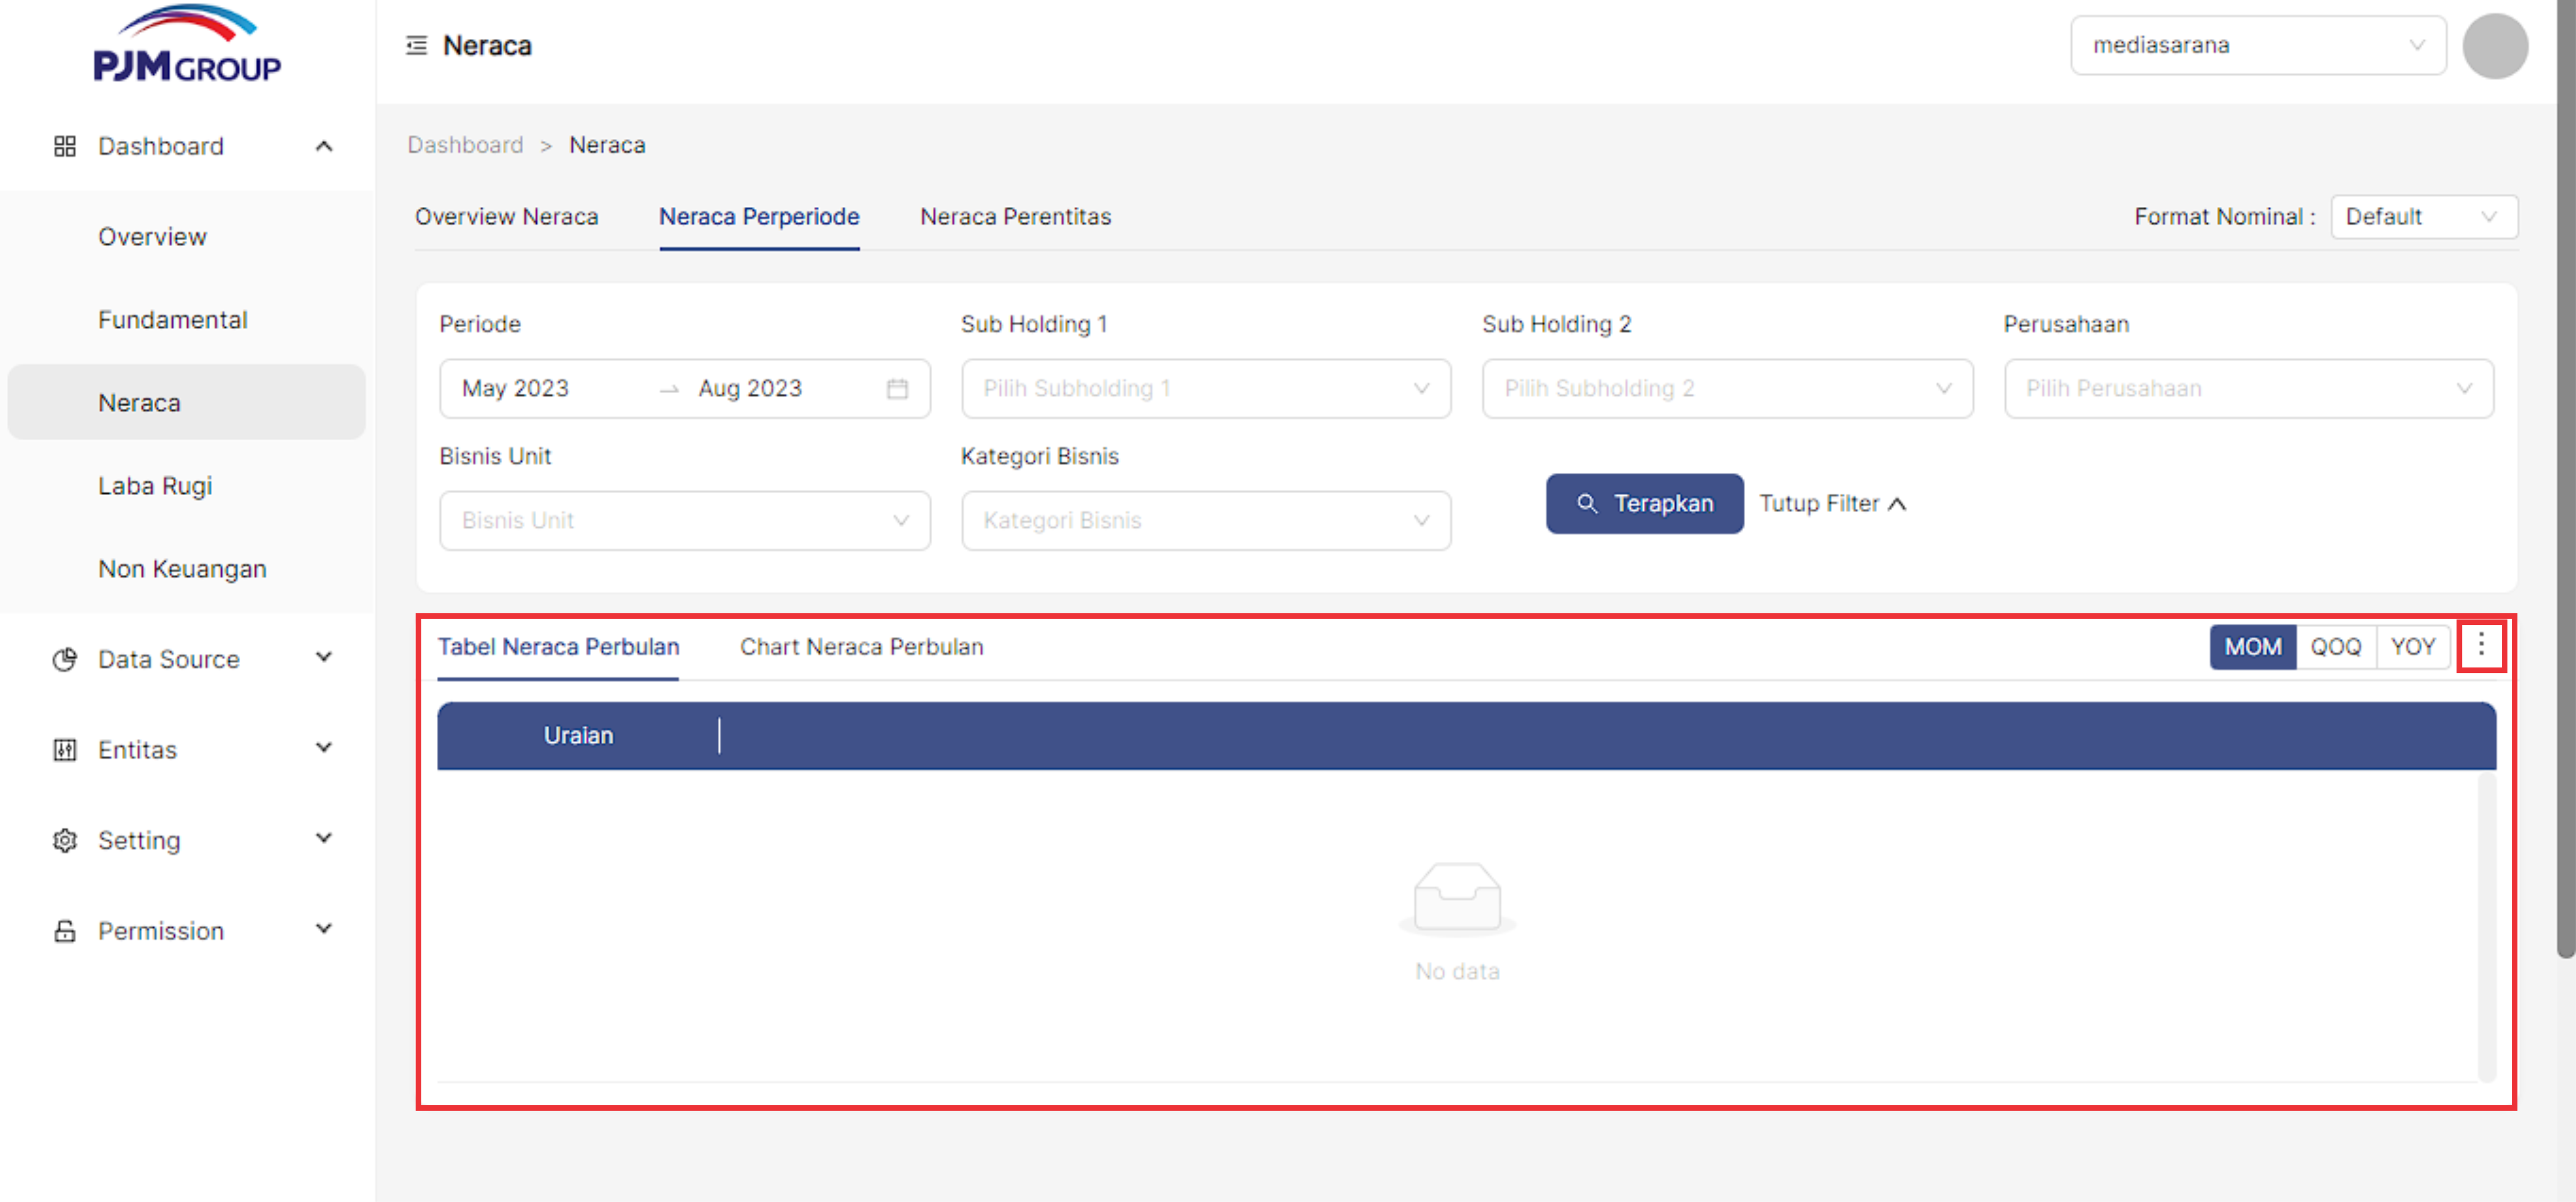 PJM GROUP
Neraca
mediasarana
Dashboard
Overview
Fundamental
Neraca
Laba Rugi
Non Keuangan
Data Source
Entitas
Setting
Permission
Dashboard > Neraca
Overview Neraca Neraca Perperiode Neraca Perentitas Format Nominal : Default
Periode Sub Holding 1 Sub Holding 2 Perusahaan
May 2023 → Aug 2023 Pilih Subholding 1 Pilih Subholding 2 Pilih Perusahaan
Bisnis Unit Kategori Bisnis
Bisnis Unit Kategori Bisnis Terapkan Tutup Filter
Tabel Neraca Perbulan Chart Neraca Perbulan MOM QOQ YOY
Uraian
No data